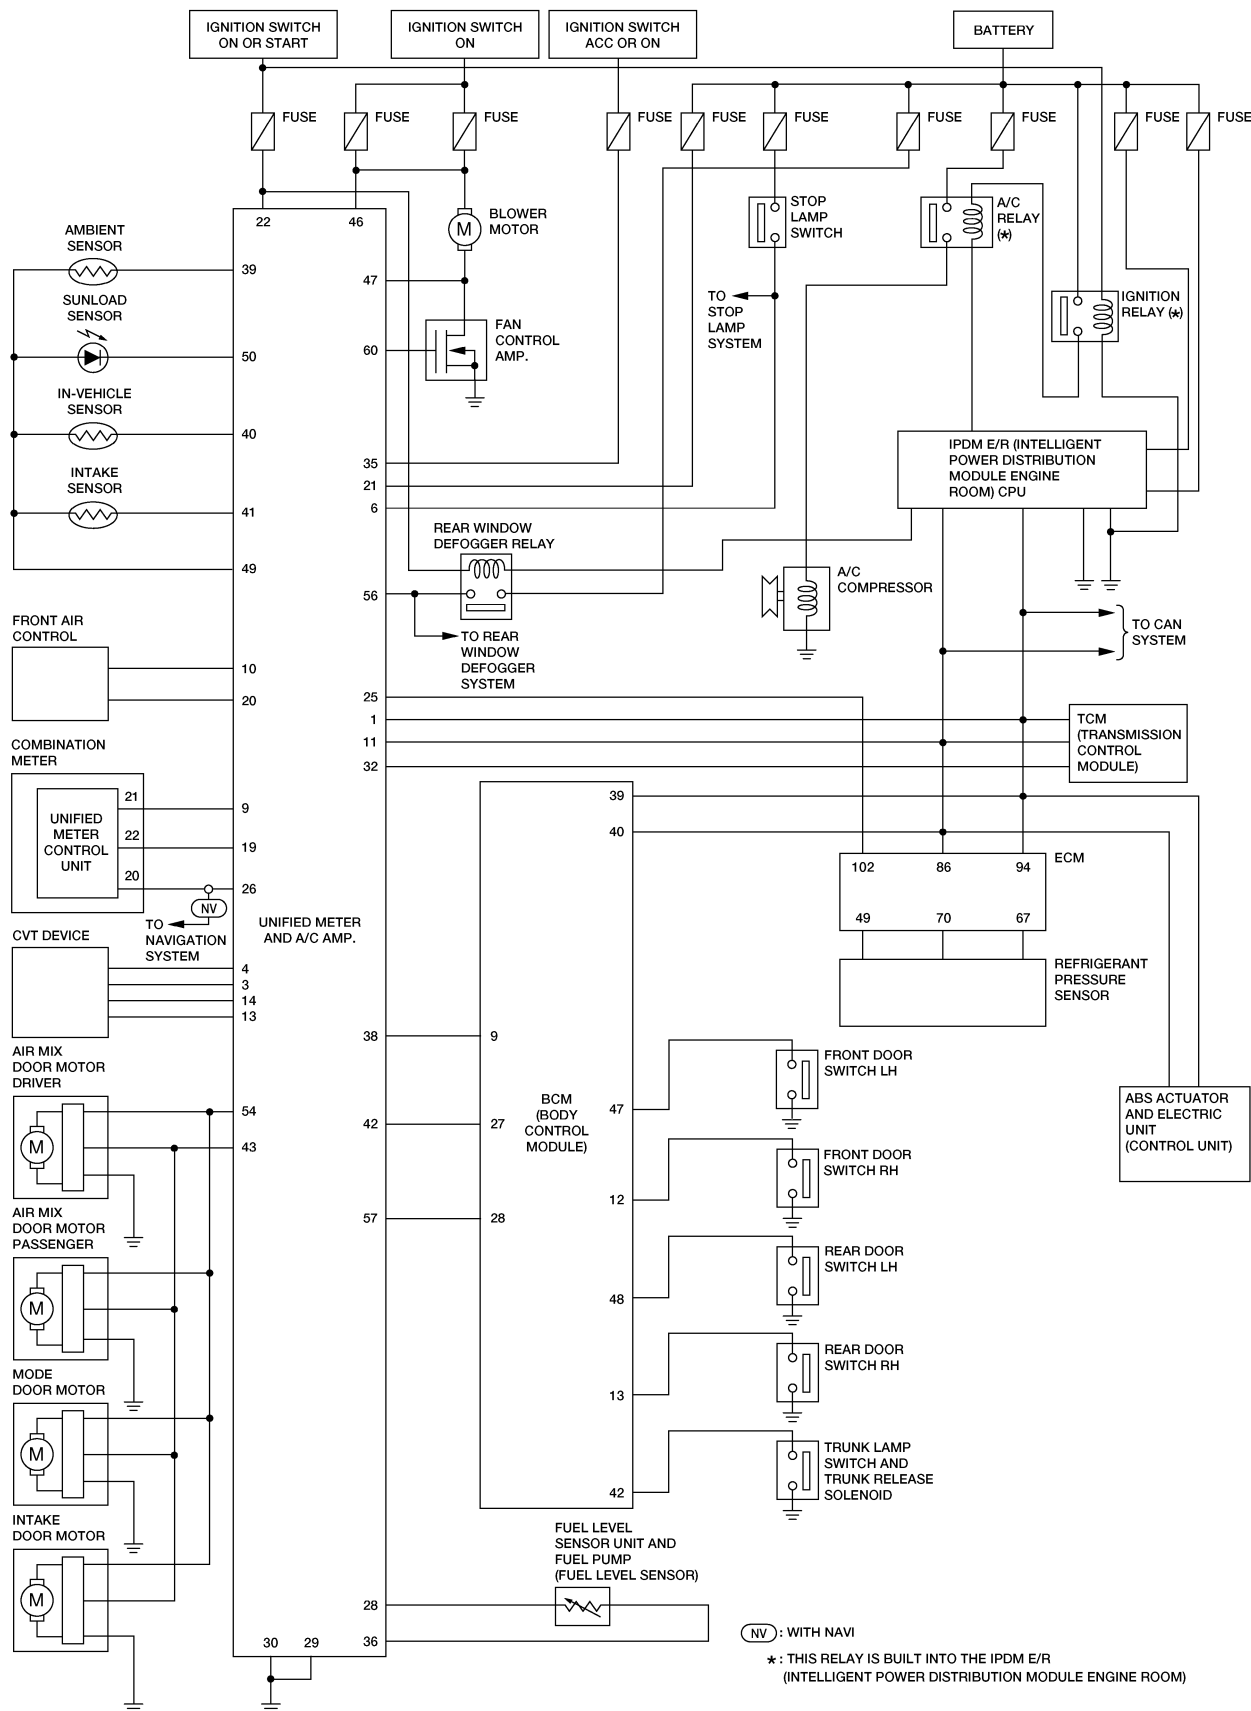 IGNITION SWITCH
ON OR START
IGNITION SWITCH
ON
IGNITION SWITCH
ACC OR ON
BATTERY
FUSE
FUSE
FUSE
FUSE
FUSE
FUSE
FUSE
FUSE
FUSE
FUSE
22
46
BLOWER
MOTOR
M
STOP
LAMP
SWITCH
A/C
RELAY
(*)
AMBIENT
SENSOR
39
47
SUNLOAD
SENSOR
50
60
FAN
CONTROL
AMP.
TO
STOP
LAMP
SYSTEM
IGNITION
RELAY (*)
IN-VEHICLE
SENSOR
40
35
21
6
INTAKE
SENSOR
41
49
IPDM E/R (INTELLIGENT
POWER DISTRIBUTION
MODULE ENGINE
ROOM) CPU
REAR WINDOW
DEFOGGER RELAY
56
TO REAR
WINDOW
DEFOGGER
SYSTEM
A/C
COMPRESSOR
TO CAN
SYSTEM
FRONT AIR
CONTROL
10
20
25
1
11
32
TCM
(TRANSMISSION
CONTROL
MODULE)
COMBINATION
METER
UNIFIED
METER
CONTROL
UNIT
21
22
20
9
19
26
NV
TO
NAVIGATION
SYSTEM
UNIFIED METER
AND A/C AMP.
39
40
102
86
94
ECM
49
70
67
REFRIGERANT
PRESSURE
SENSOR
CVT DEVICE
4
3
14
13
38
9
42
27
57
28
BCM
(BODY
CONTROL
MODULE)
47
12
48
13
42
FRONT DOOR
SWITCH LH
FRONT DOOR
SWITCH RH
REAR DOOR
SWITCH LH
REAR DOOR
SWITCH RH
TRUNK LAMP
SWITCH AND
TRUNK RELEASE
SOLENOID
ABS ACTUATOR
AND ELECTRIC
UNIT
(CONTROL UNIT)
AIR MIX
DOOR MOTOR
DRIVER
M
54
43
AIR MIX
DOOR MOTOR
PASSENGER
M
MODE
DOOR MOTOR
M
INTAKE
DOOR MOTOR
M
FUEL LEVEL
SENSOR UNIT AND
FUEL PUMP
(FUEL LEVEL SENSOR)
28
36
30
29
NV : WITH NAVI
* : THIS RELAY IS BUILT INTO THE IPDM E/R
(INTELLIGENT POWER DISTRIBUTION MODULE ENGINE ROOM)